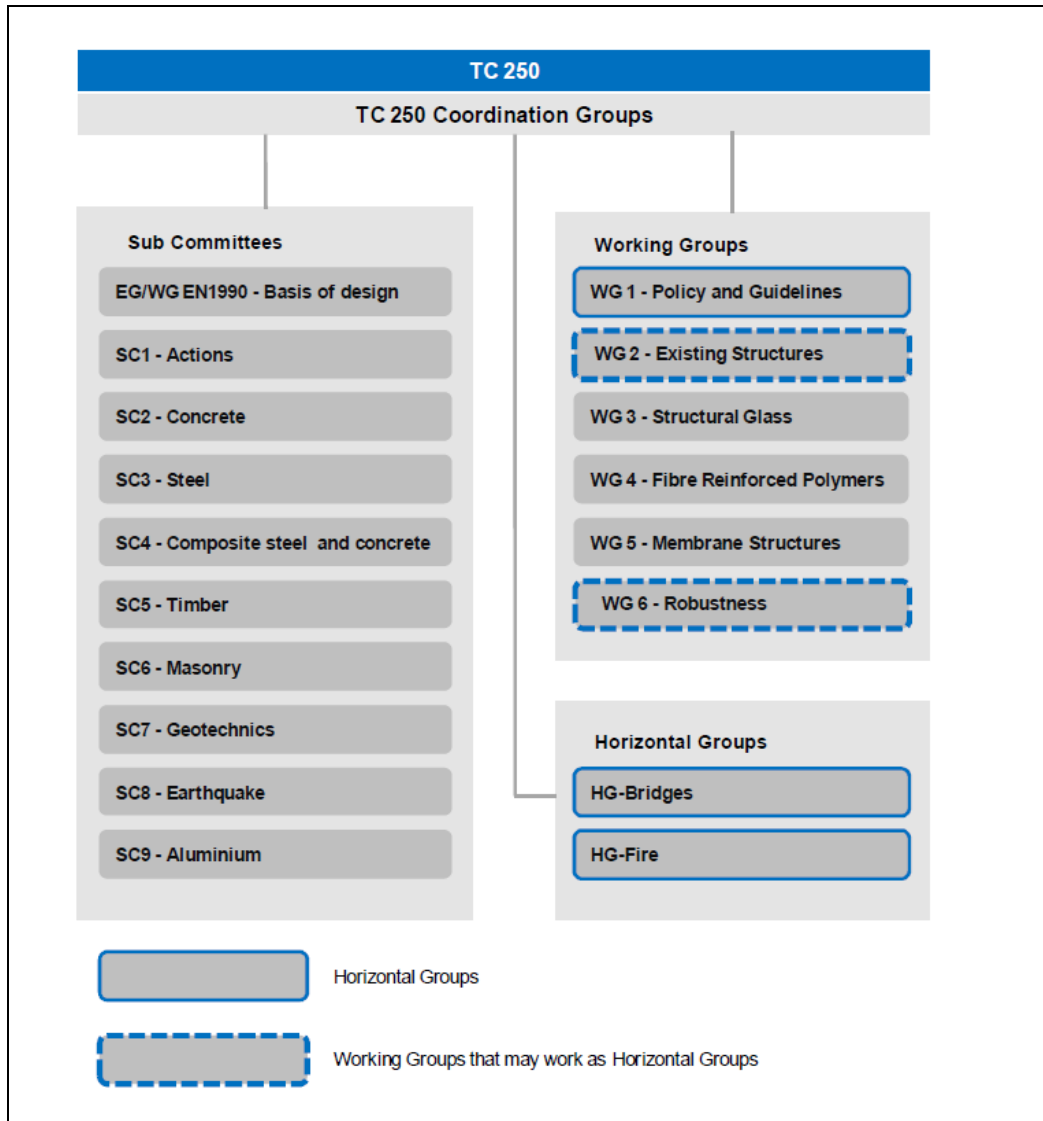 TC 250
TC 250 Coordination Groups
Sub Committees
EG/WG EN1990 - Basis of design
SC1 - Actions
SC2 - Concrete
SC3 - Steel
SC4 - Composite steel and concrete
SC5 - Timber
SC6 - Masonry
SC7 - Geotechnics
SC8 - Earthquake
SC9 - Aluminium
Working Groups
WG 1 - Policy and Guidelines
WG 2 - Existing Structures
WG 3 - Structural Glass
WG 4 - Fibre Reinforced Polymers
WG 5 - Membrane Structures
WG 6 - Robustness
Horizontal Groups
HG-Bridges
HG-Fire
Horizontal Groups
Working Groups that may work as Horizontal Groups